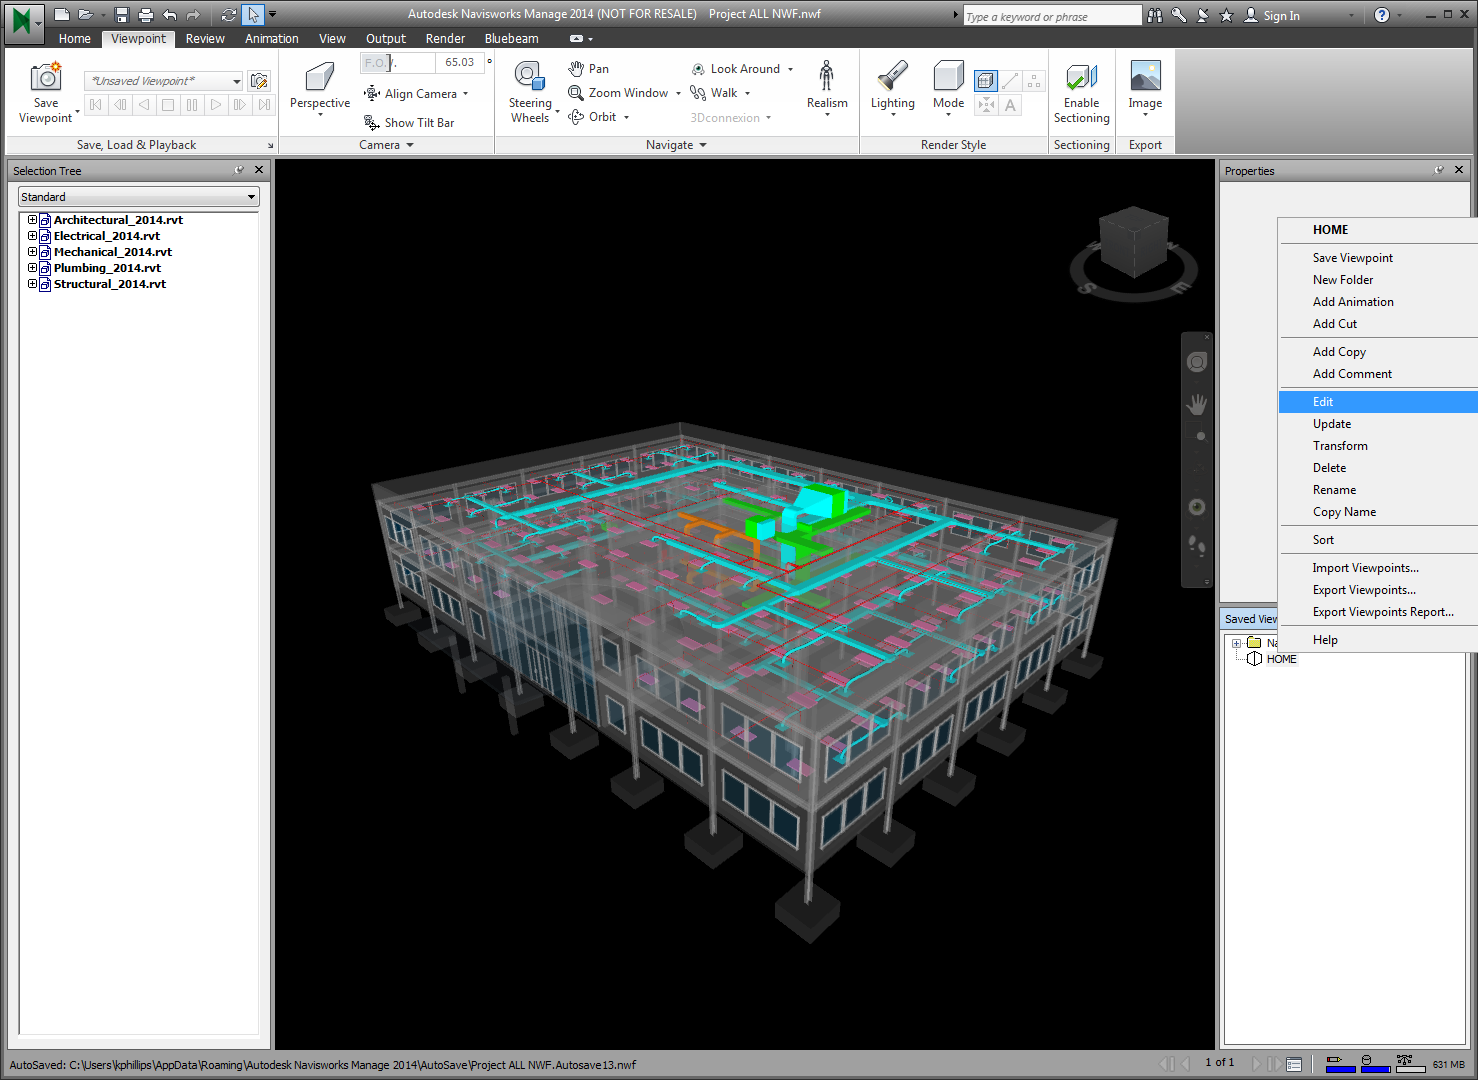 Autodesk Navisworks Manage 2014 (NOT FOR RESALE) Project ALL NWF.nwf
Type a keyword or phrase
Sign In
Home Viewpoint Review Animation View Output Render Bluebeam
Save Viewpoint
*Unsaved Viewpoint*
Save, Load & Playback
Perspective
65.03 °
Align Camera
Show Tilt Bar
Camera
Steering Wheels
Pan
Zoom Window
Orbit
Look Around
Walk
3Dconnexion
Realism
Navigate
Lighting
Mode
A
Render Style
Enable Sectioning
Sectioning
Image
Export
Selection Tree
Standard
Architectural_2014.rvt
Electrical_2014.rvt
Mechanical_2014.rvt
Plumbing_2014.rvt
Structural_2014.rvt
S
E
Properties
HOME
Save Viewpoint
New Folder
Add Animation
Add Cut
Add Copy
Add Comment
Edit
Update
Transform
Delete
Rename
Copy Name
Sort
Import Viewpoints...
Export Viewpoints...
Export Viewpoints Report...
Help
Saved View
HOME
AutoSaved: C:\Users\kphillips\AppData\Roaming\Autodesk Navisworks Manage 2014\AutoSave\Project ALL NWF.Autosave13.nwf
1 of 1
631 MB